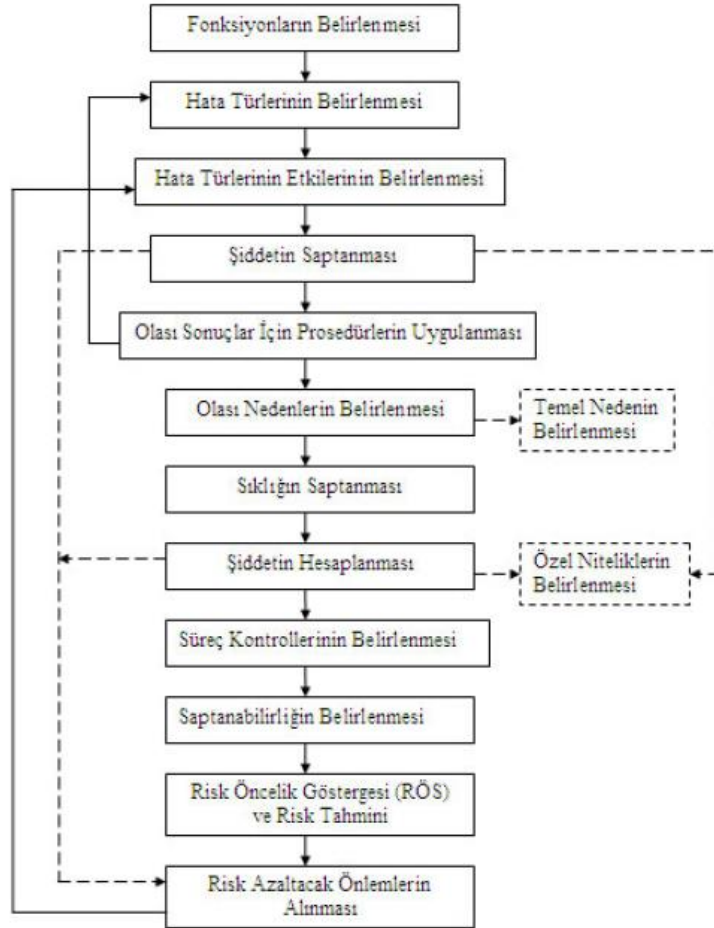 Fonksiyonların Belirlenmesi
Hata Türlerinin Belirlenmesi
Hata Türlerinin Etkilerinin Belirlenmesi
Şiddetin Saptanması
Olası Sonuçlar İçin Prosedürlerin Uygulanması
Olası Nedenlerin Belirlenmesi
Temel Nedenin
Belirlenmesi
Sıklığın Saptanması
Şiddetin Hesaplanması
Özel Niteliklerin
Belirlenmesi
Süreç Kontrollerinin Belirlenmesi
Saptanabilirliğin Belirlenmesi
Risk Öncelik Göstergesi (RÖS)
ve Risk Tahmini
Risk Azaltacak Önlemlerin
Alınması